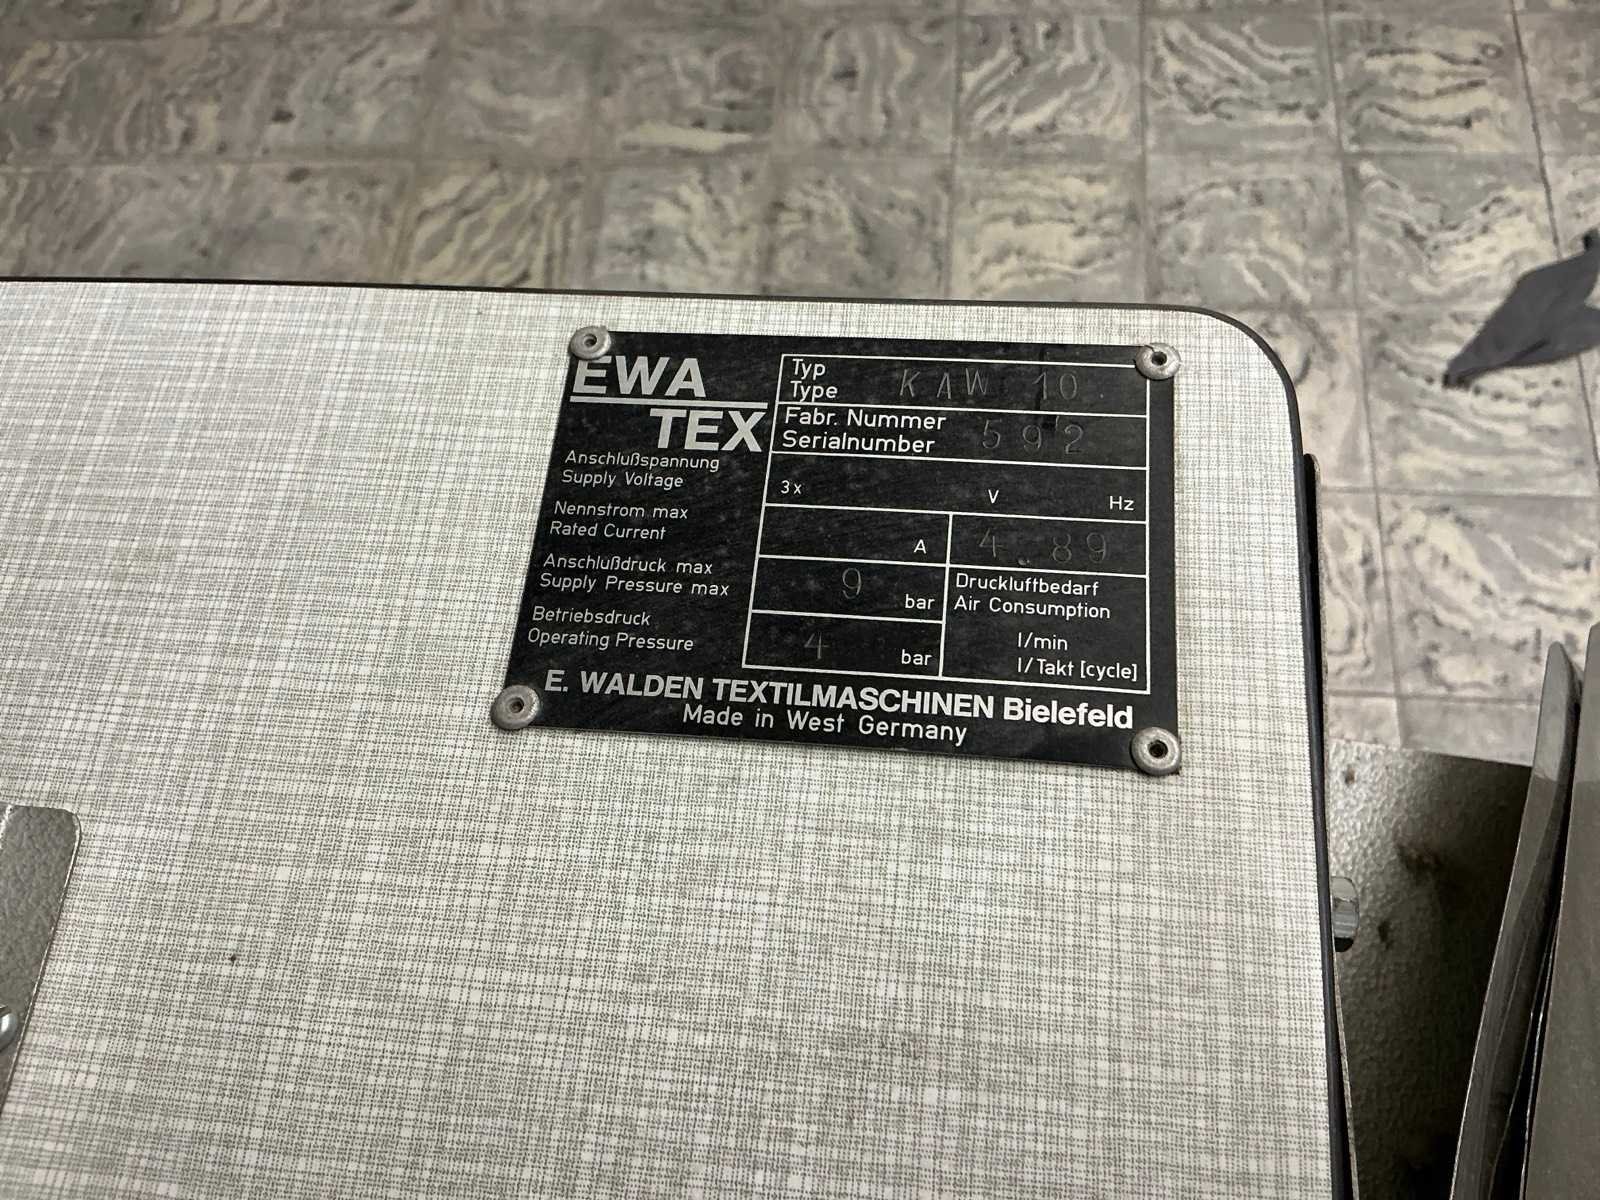 EWA
TEX
Typ
Type KAW 10
Fabr. Nummer
Serialnumber 592
Anschlußspannung
Supply Voltage
3x V Hz
Nennstrom max
Rated Current
A 4.89
Anschlußdruck max
Supply Pressure max
9 bar
Betriebsdruck
Operating Pressure
4 bar
Druckluftbedarf
Air Consumption
l/min
l/Takt [cycle]
E. WALDEN TEXTILMASCHINEN Bielefeld
Made in West Germany